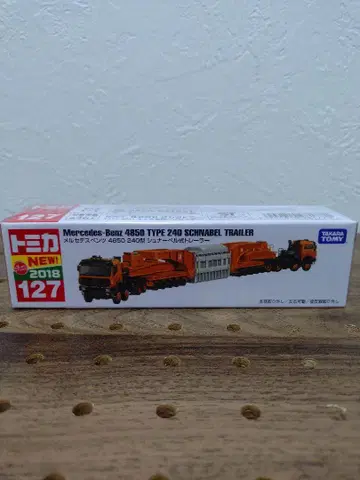 127
トミカ
NEW!
2018
127
Mercedes-Benz 4850 TYPE 240 SCHNABEL TRAILER
メルセデスベンツ 4850 240型 シュナーベル式トレーラー
TAKARA
TOMY